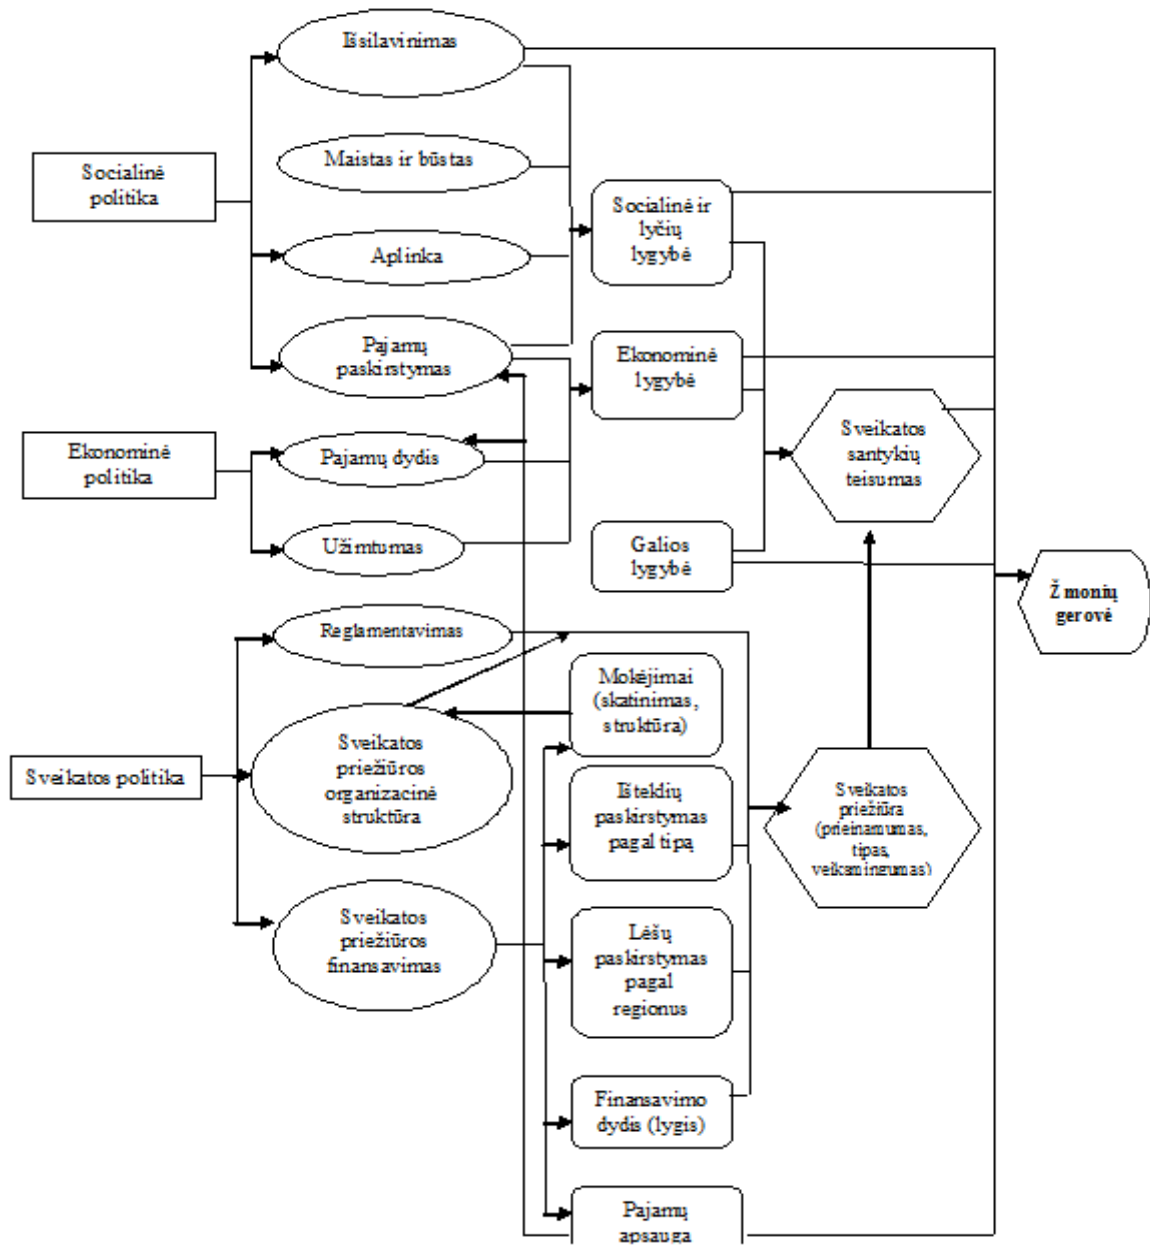 Išsilavinimas
Maistas ir būstas
Socialinė
politika
Socialinė ir
lyčių
lygybė
Aplinka
Pajamų
paskirstymas
Ekonominė
lygybė
Sveikatos
santykių
teisumas
Ekonominė
politika
Pajamų dydis
Užimtumas
Galios
lygybė
Žmonių
gerovė
Reglamentavimas
Mokėjimai
(skatinimas,
struktūra)
Sveikatos politika
Sveikatos
priežiūros
organizacinė
struktūra
Išteklių
paskirstymas
pagal tipą
Sveikatos
priežiūra
(prieinamumas,
tipas,
veiksmingumas)
Sveikatos
priežiūros
finansavimas
Lėšų
paskirstymas
pagal
regionus
Finansavimo
dydis (lygis)
Pajamų
apsauga